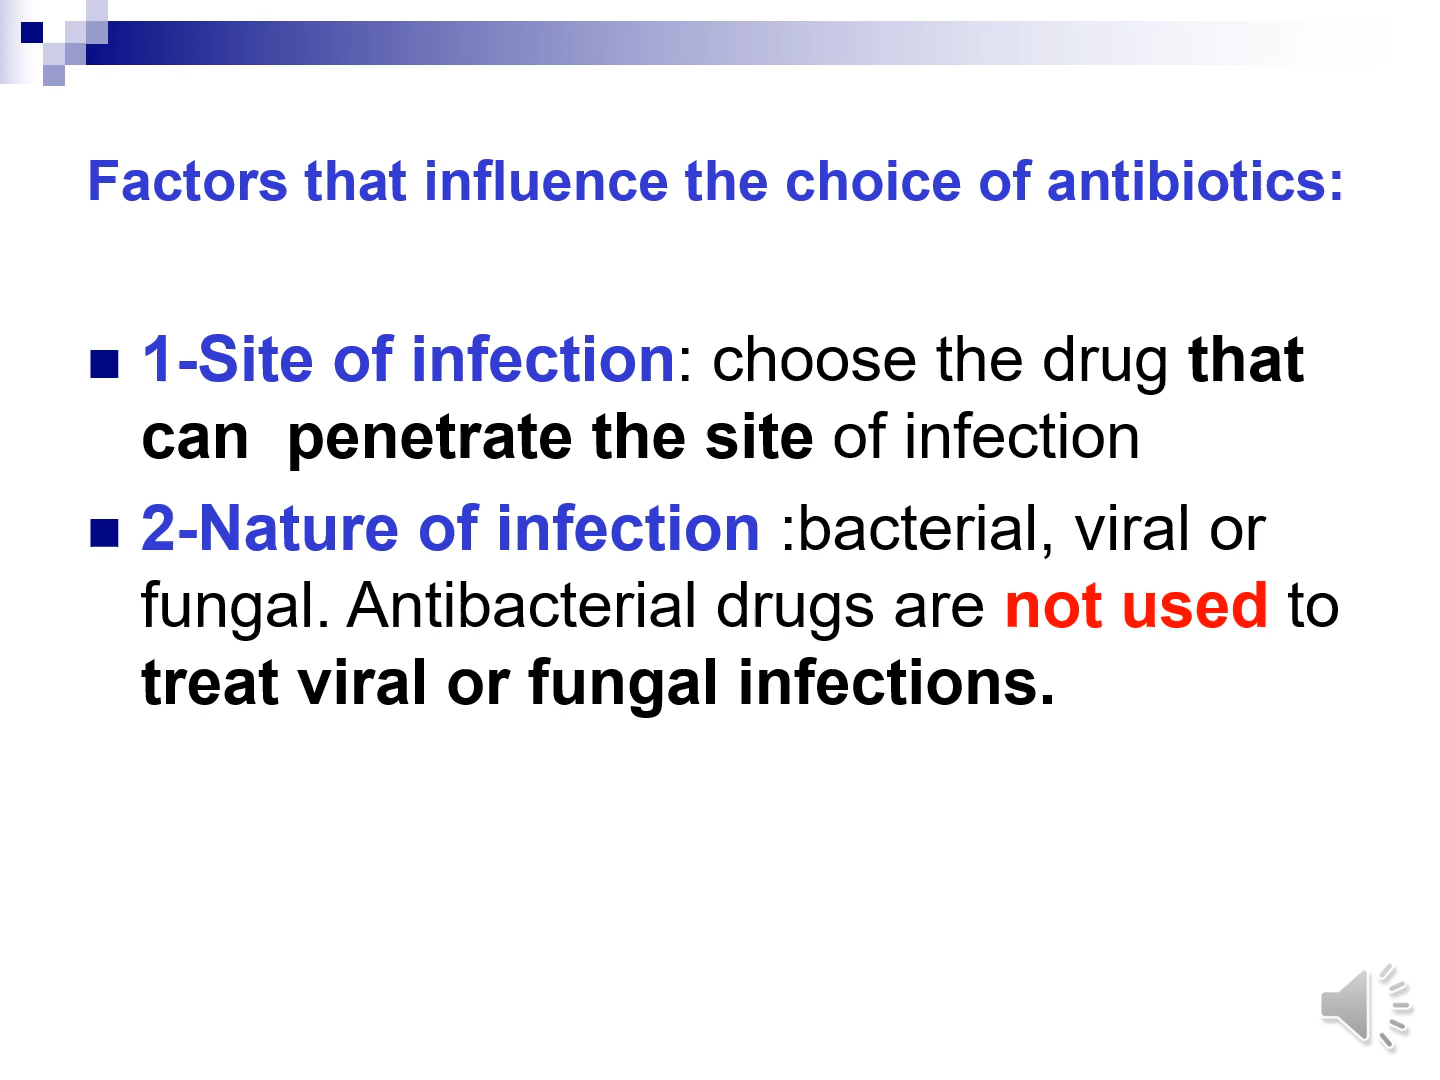 Factors that influence the choice of antibiotics:
1-Site of infection: choose the drug that
can  penetrate the site of infection
2-Nature of infection :bacterial, viral or
fungal. Antibacterial drugs are not used to
treat viral or fungal infections.